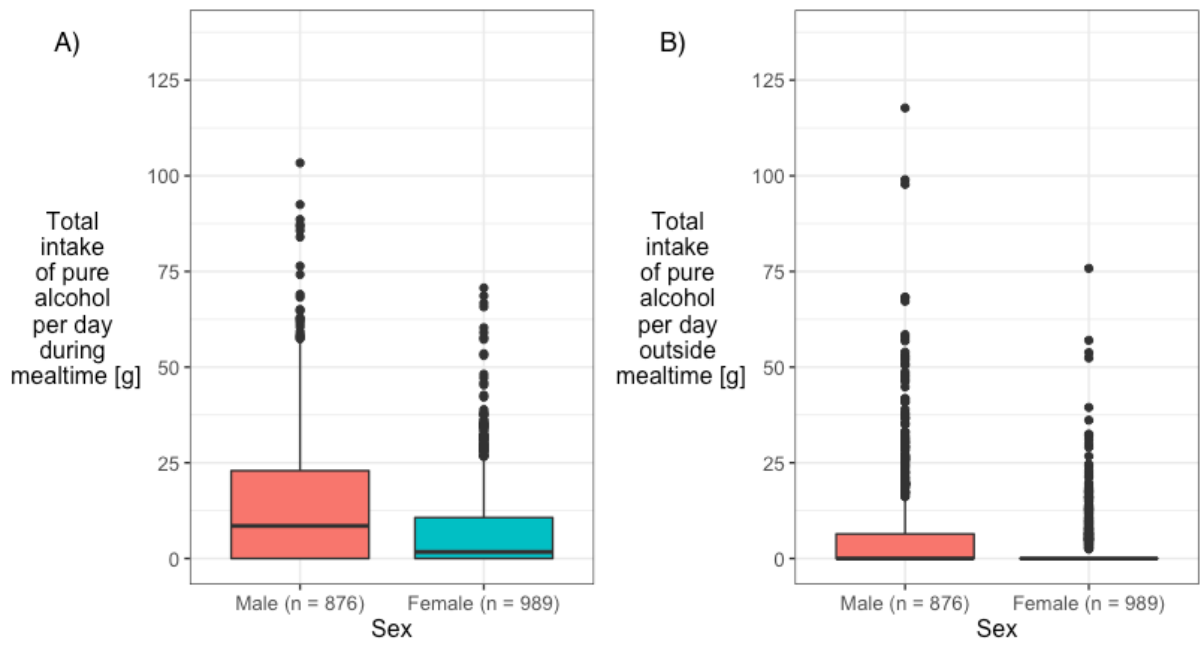 A)
Total
intake
of pure
alcohol
per day
during
mealtime [g]
125
100
75
50
25
0
Male (n = 876)
Female (n = 989)
Sex
B)
Total
intake
of pure
alcohol
per day
outside
mealtime [g]
125
100
75
50
25
0
Male (n = 876)
Female (n = 989)
Sex